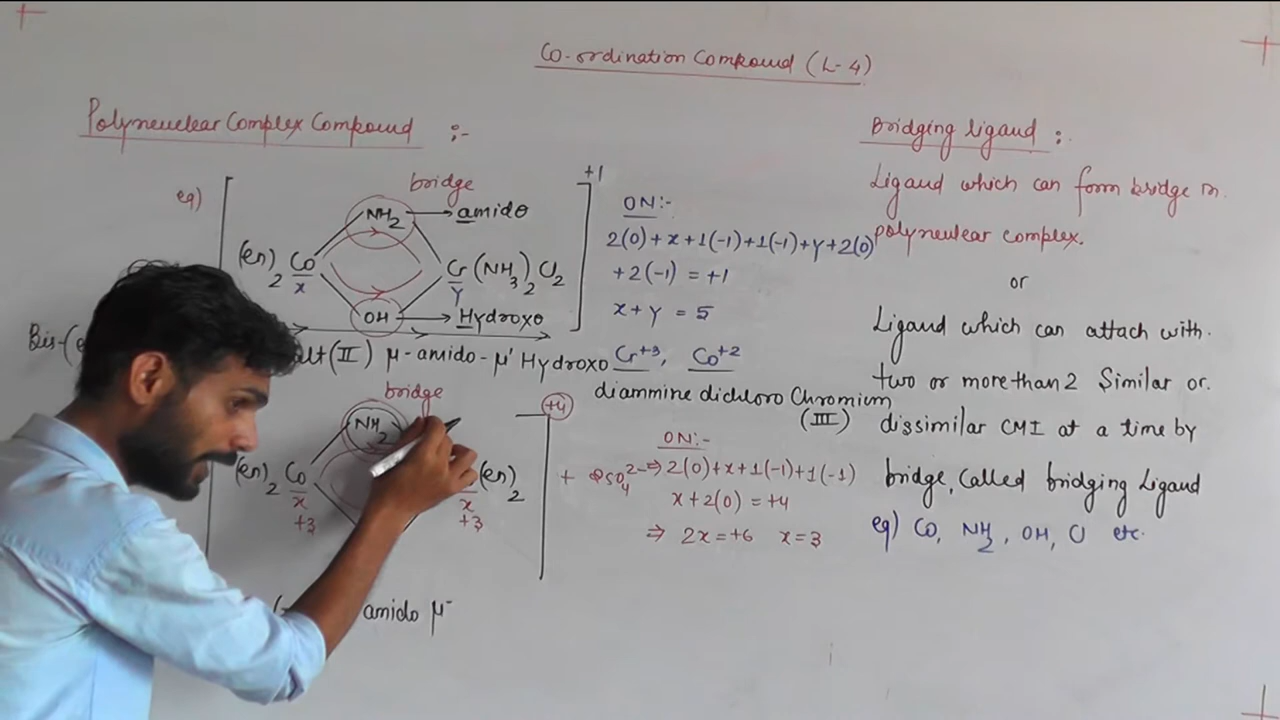 Co-ordination Compound (L-4)
Polyneuclear Complex Compound :-
eg)
bridge
+1
NH2 → amido
(en)2 Co
x
Cr(NH3)2Cl2
y
OH → Hydroxo
Bis-(
alt(II) μ-amido-μ' Hydroxo
diammine dichloro Chromium
(III)
ON:-
2(0)+x+1(-1)+1(-1)+y+2(0)
+2(-1) = +1
x+y = 5
Cr+3, Co+2
bridge
+4
NH2
(en)2 Co
x
+3
(en)2
x
+3
amido μ-
ON:-
+ 2SO4 2- ⇒ 2(0)+x+1(-1)+1(-1)
x+2(0) = +4
⇒ 2x=+6 x=3
Bridging ligand :
Ligand which can form bridge in
polyneulear complex.
or
Ligand which can attach with.
two or more than 2 Similar or.
dissimilar CMI at a time by
bridge, Called bridging Ligand
eg) CO, NH2, OH, Cl etc.